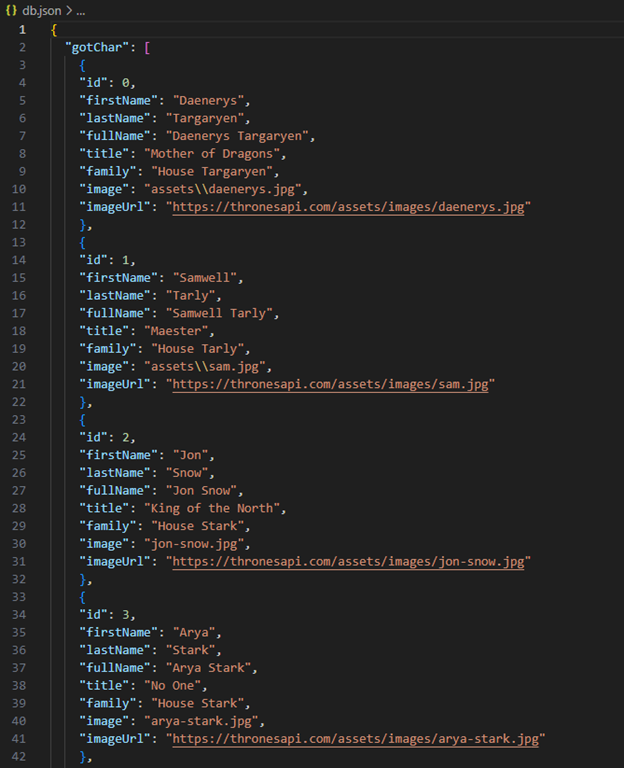 {} db.json > ...
1 {
2 "gotChar": [
3 {
4 "id": 0,
5 "firstName": "Daenerys",
6 "lastName": "Targaryen",
7 "fullName": "Daenerys Targaryen",
8 "title": "Mother of Dragons",
9 "family": "House Targaryen",
10 "image": "assets\\daenerys.jpg",
11 "imageUrl": "https://thronesapi.com/assets/images/daenerys.jpg"
12 },
13 {
14 "id": 1,
15 "firstName": "Samwell",
16 "lastName": "Tarly",
17 "fullName": "Samwell Tarly",
18 "title": "Maester",
19 "family": "House Tarly",
20 "image": "assets\\sam.jpg",
21 "imageUrl": "https://thronesapi.com/assets/images/sam.jpg"
22 },
23 {
24 "id": 2,
25 "firstName": "Jon",
26 "lastName": "Snow",
27 "fullName": "Jon Snow",
28 "title": "King of the North",
29 "family": "House Stark",
30 "image": "jon-snow.jpg",
31 "imageUrl": "https://thronesapi.com/assets/images/jon-snow.jpg"
32 },
33 {
34 "id": 3,
35 "firstName": "Arya",
36 "lastName": "Stark",
37 "fullName": "Arya Stark",
38 "title": "No One",
39 "family": "House Stark",
40 "image": "arya-stark.jpg",
41 "imageUrl": "https://thronesapi.com/assets/images/arya-stark.jpg"
42 },